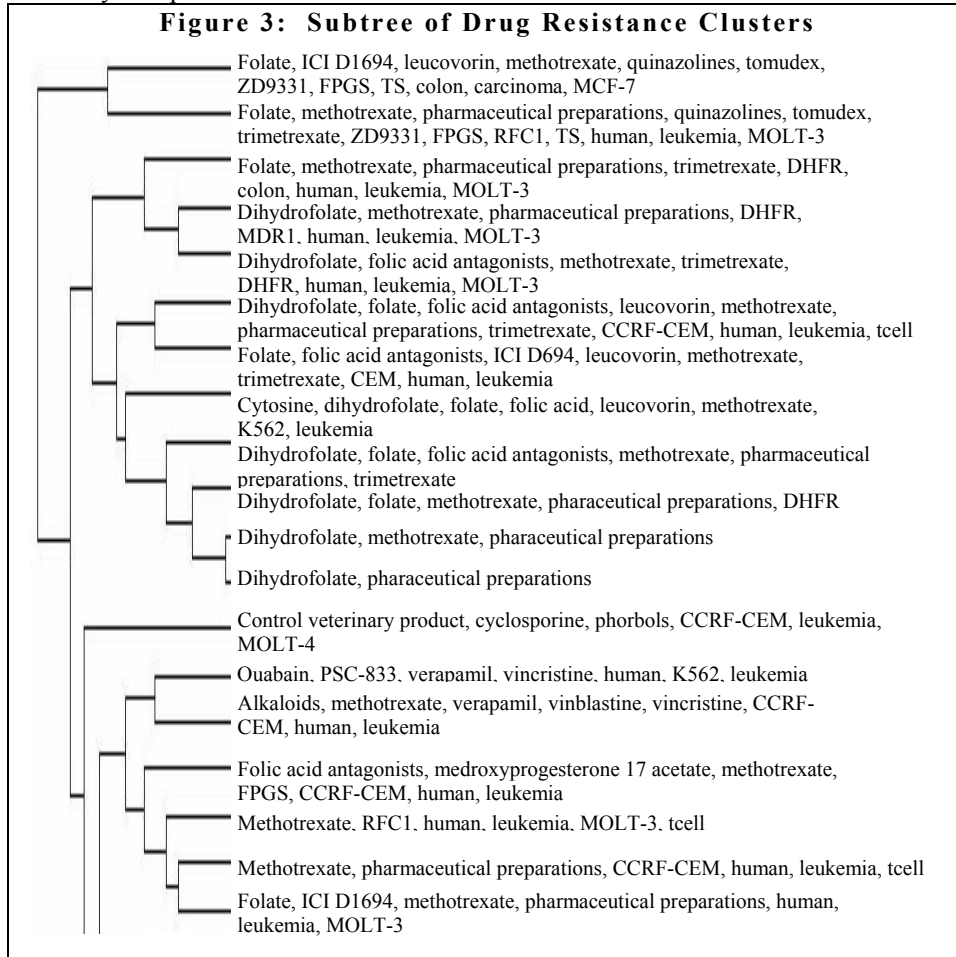 Figure 3: Subtree of Drug Resistance Clusters
Folate, ICI D1694, leucovorin, methotrexate, quinazolines, tomudex,
ZD9331, FPGS, TS, colon, carcinoma, MCF-7
Folate, methotrexate, pharmaceutical preparations, quinazolines, tomudex,
trimetrexate, ZD9331, FPGS, RFC1, TS, human, leukemia, MOLT-3
Folate, methotrexate, pharmaceutical preparations, trimetrexate, DHFR,
colon, human, leukemia, MOLT-3
Dihydrofolate, methotrexate, pharmaceutical preparations, DHFR,
MDR1, human, leukemia, MOLT-3
Dihydrofolate, folic acid antagonists, methotrexate, trimetrexate,
DHFR, human, leukemia, MOLT-3
Dihydrofolate, folate, folic acid antagonists, leucovorin, methotrexate,
pharmaceutical preparations, trimetrexate, CCRF-CEM, human, leukemia, tcell
Folate, folic acid antagonists, ICI D694, leucovorin, methotrexate,
trimetrexate, CEM, human, leukemia
Cytosine, dihydrofolate, folate, folic acid, leucovorin, methotrexate,
K562, leukemia
Dihydrofolate, folate, folic acid antagonists, methotrexate, pharmaceutical
preparations, trimetrexate
Dihydrofolate, folate, methotrexate, pharaceutical preparations, DHFR
Dihydrofolate, methotrexate, pharaceutical preparations
Dihydrofolate, pharaceutical preparations
Control veterinary product, cyclosporine, phorbols, CCRF-CEM, leukemia,
MOLT-4
Ouabain, PSC-833, verapamil, vincristine, human, K562, leukemia
Alkaloids, methotrexate, verapamil, vinblastine, vincristine, CCRF-
CEM, human, leukemia
Folic acid antagonists, medroxyprogesterone 17 acetate, methotrexate,
FPGS, CCRF-CEM, human, leukemia
Methotrexate, RFC1, human, leukemia, MOLT-3, tcell
Methotrexate, pharmaceutical preparations, CCRF-CEM, human, leukemia, tcell
Folate, ICI D1694, methotrexate, pharmaceutical preparations, human,
leukemia, MOLT-3